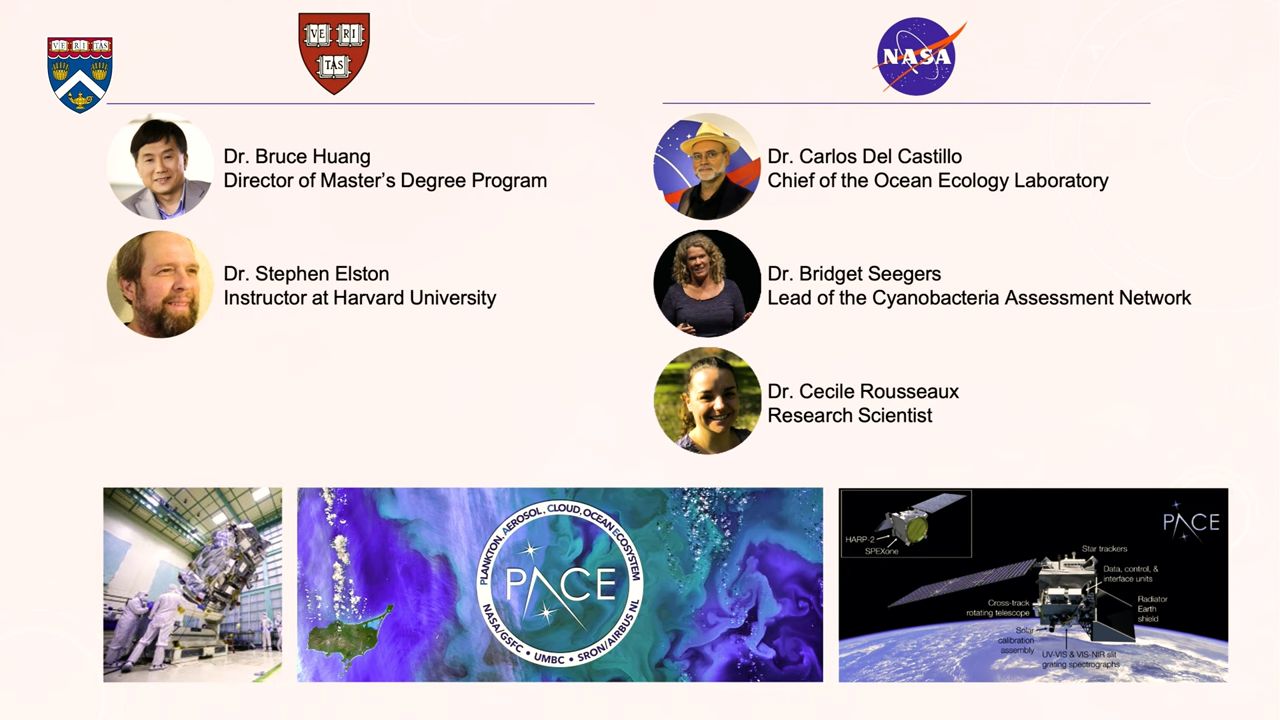 VE RI TAS
VE RI TAS
NASA
Dr. Bruce Huang
Director of Master’s Degree Program
Dr. Stephen Elston
Instructor at Harvard University
Dr. Carlos Del Castillo
Chief of the Ocean Ecology Laboratory
Dr. Bridget Seegers
Lead of the Cyanobacteria Assessment Network
Dr. Cecile Rousseaux
Research Scientist
PLANKTON, AEROSOL, CLOUD, OCEAN ECOSYSTEM
PACE
NASA/GSFC • UMBC • SRON/AIRBUS NL
HARP-2
SPEXone
PACE
Star trackers
Data, control, &
interface units
Cross-track
rotating telescope
Radiator
Earth
shield
Solar
calibration
assembly
UV-VIS & VIS-NIR slit
grating spectrographs